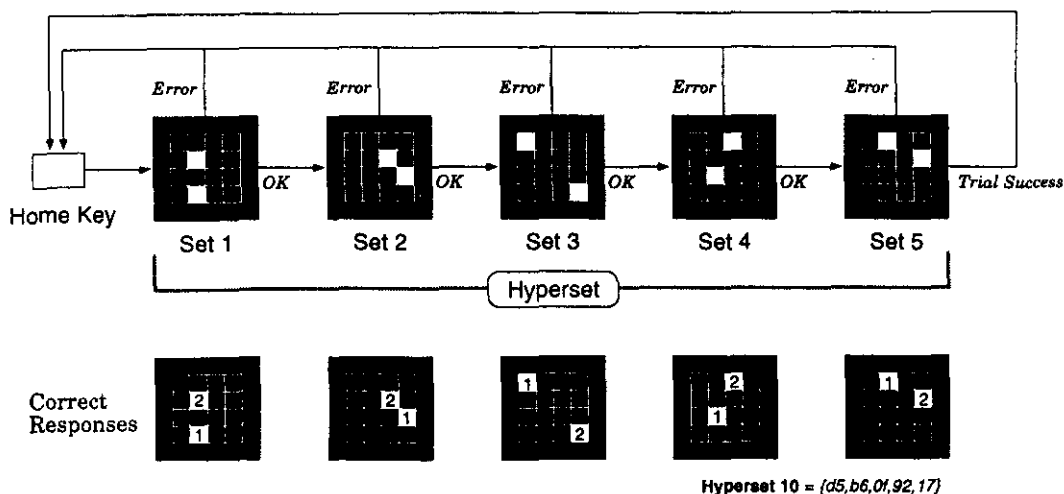 Error Error Error Error Error
OK OK OK OK Trial Success
Home Key
Set 1 Set 2 Set 3 Set 4 Set 5
Hyperset
Correct
Responses
2 1
2 1
1 2
2 1
1 2
Hyperset 10 = {d5,b6,0f,92,17}